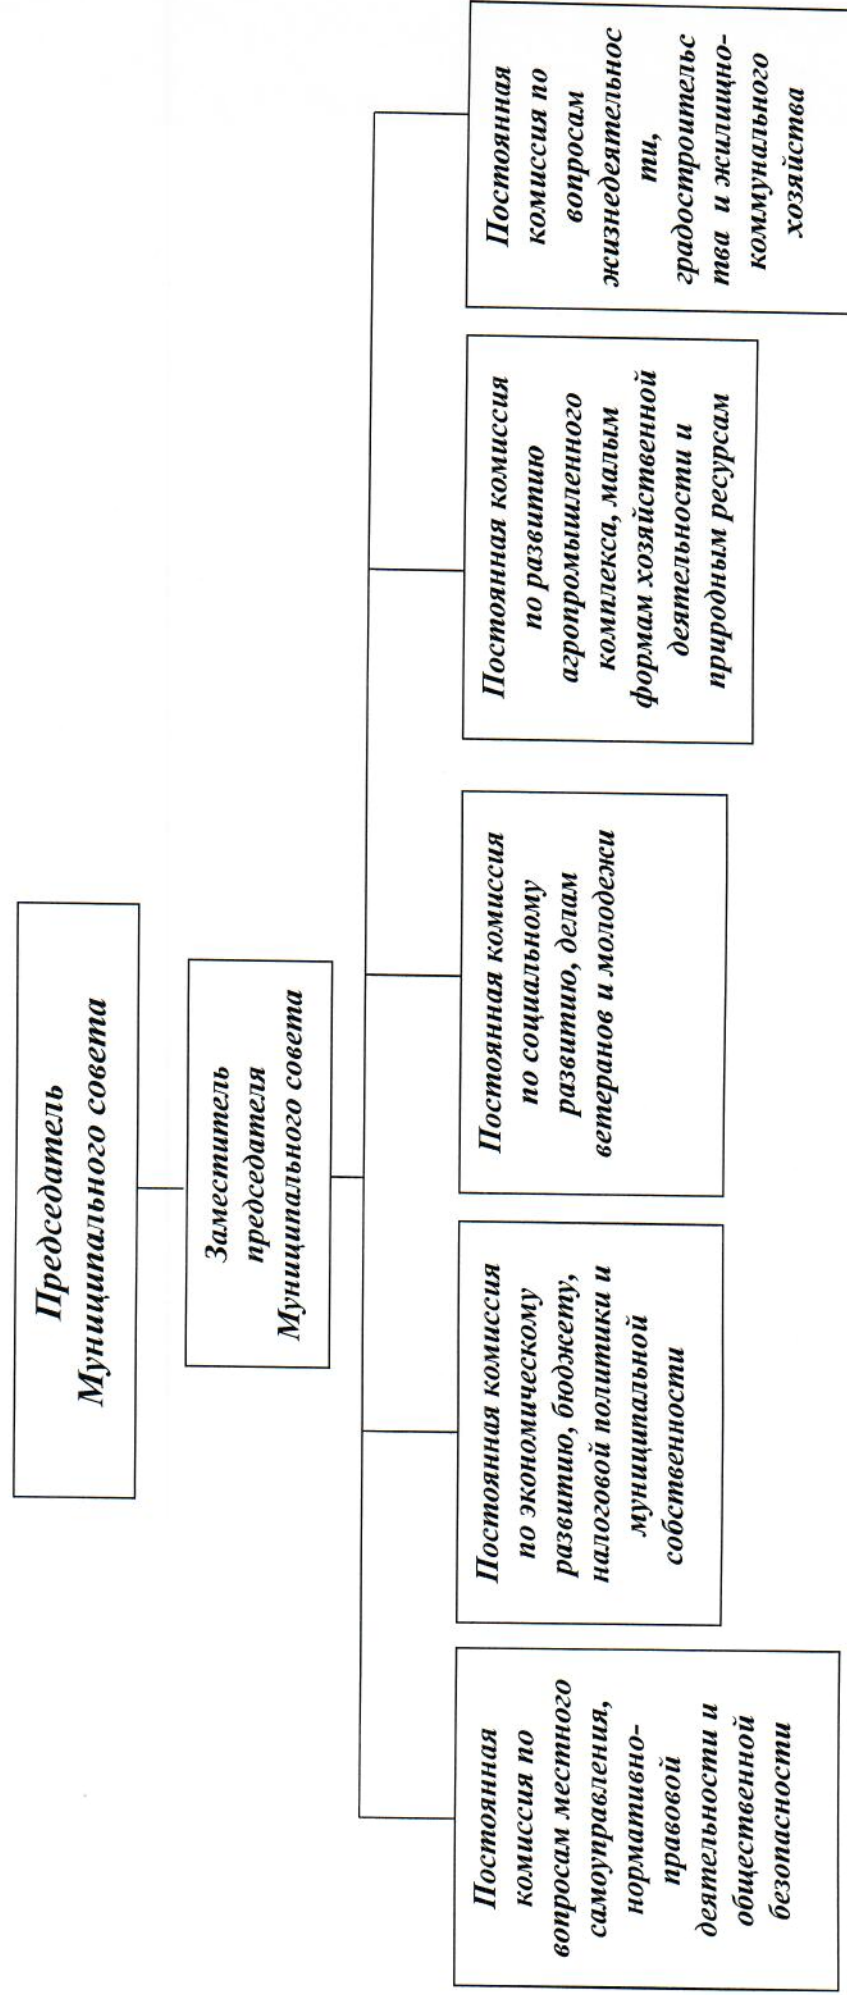 Председатель
Муниципального совета
Заместитель
председателя
Муниципального совета
Постоянная
комиссия по
вопросам местного
самоуправления,
нормативно-
правовой
деятельности и
общественной
безопасности
Постоянная комиссия
по экономическому
развитию, бюджету,
налоговой политики и
муниципальной
собственности
Постоянная комиссия
по социальному
развитию, делам
ветеранов и молодежи
Постоянная комиссия
по развитию
агропромышленного
комплекса, малым
формам хозяйственной
деятельности и
природным ресурсам
Постоянная
комиссия по
вопросам
жизнедеятельнос
ти,
градостроительс
тва и жилищно-
коммунального
хозяйства